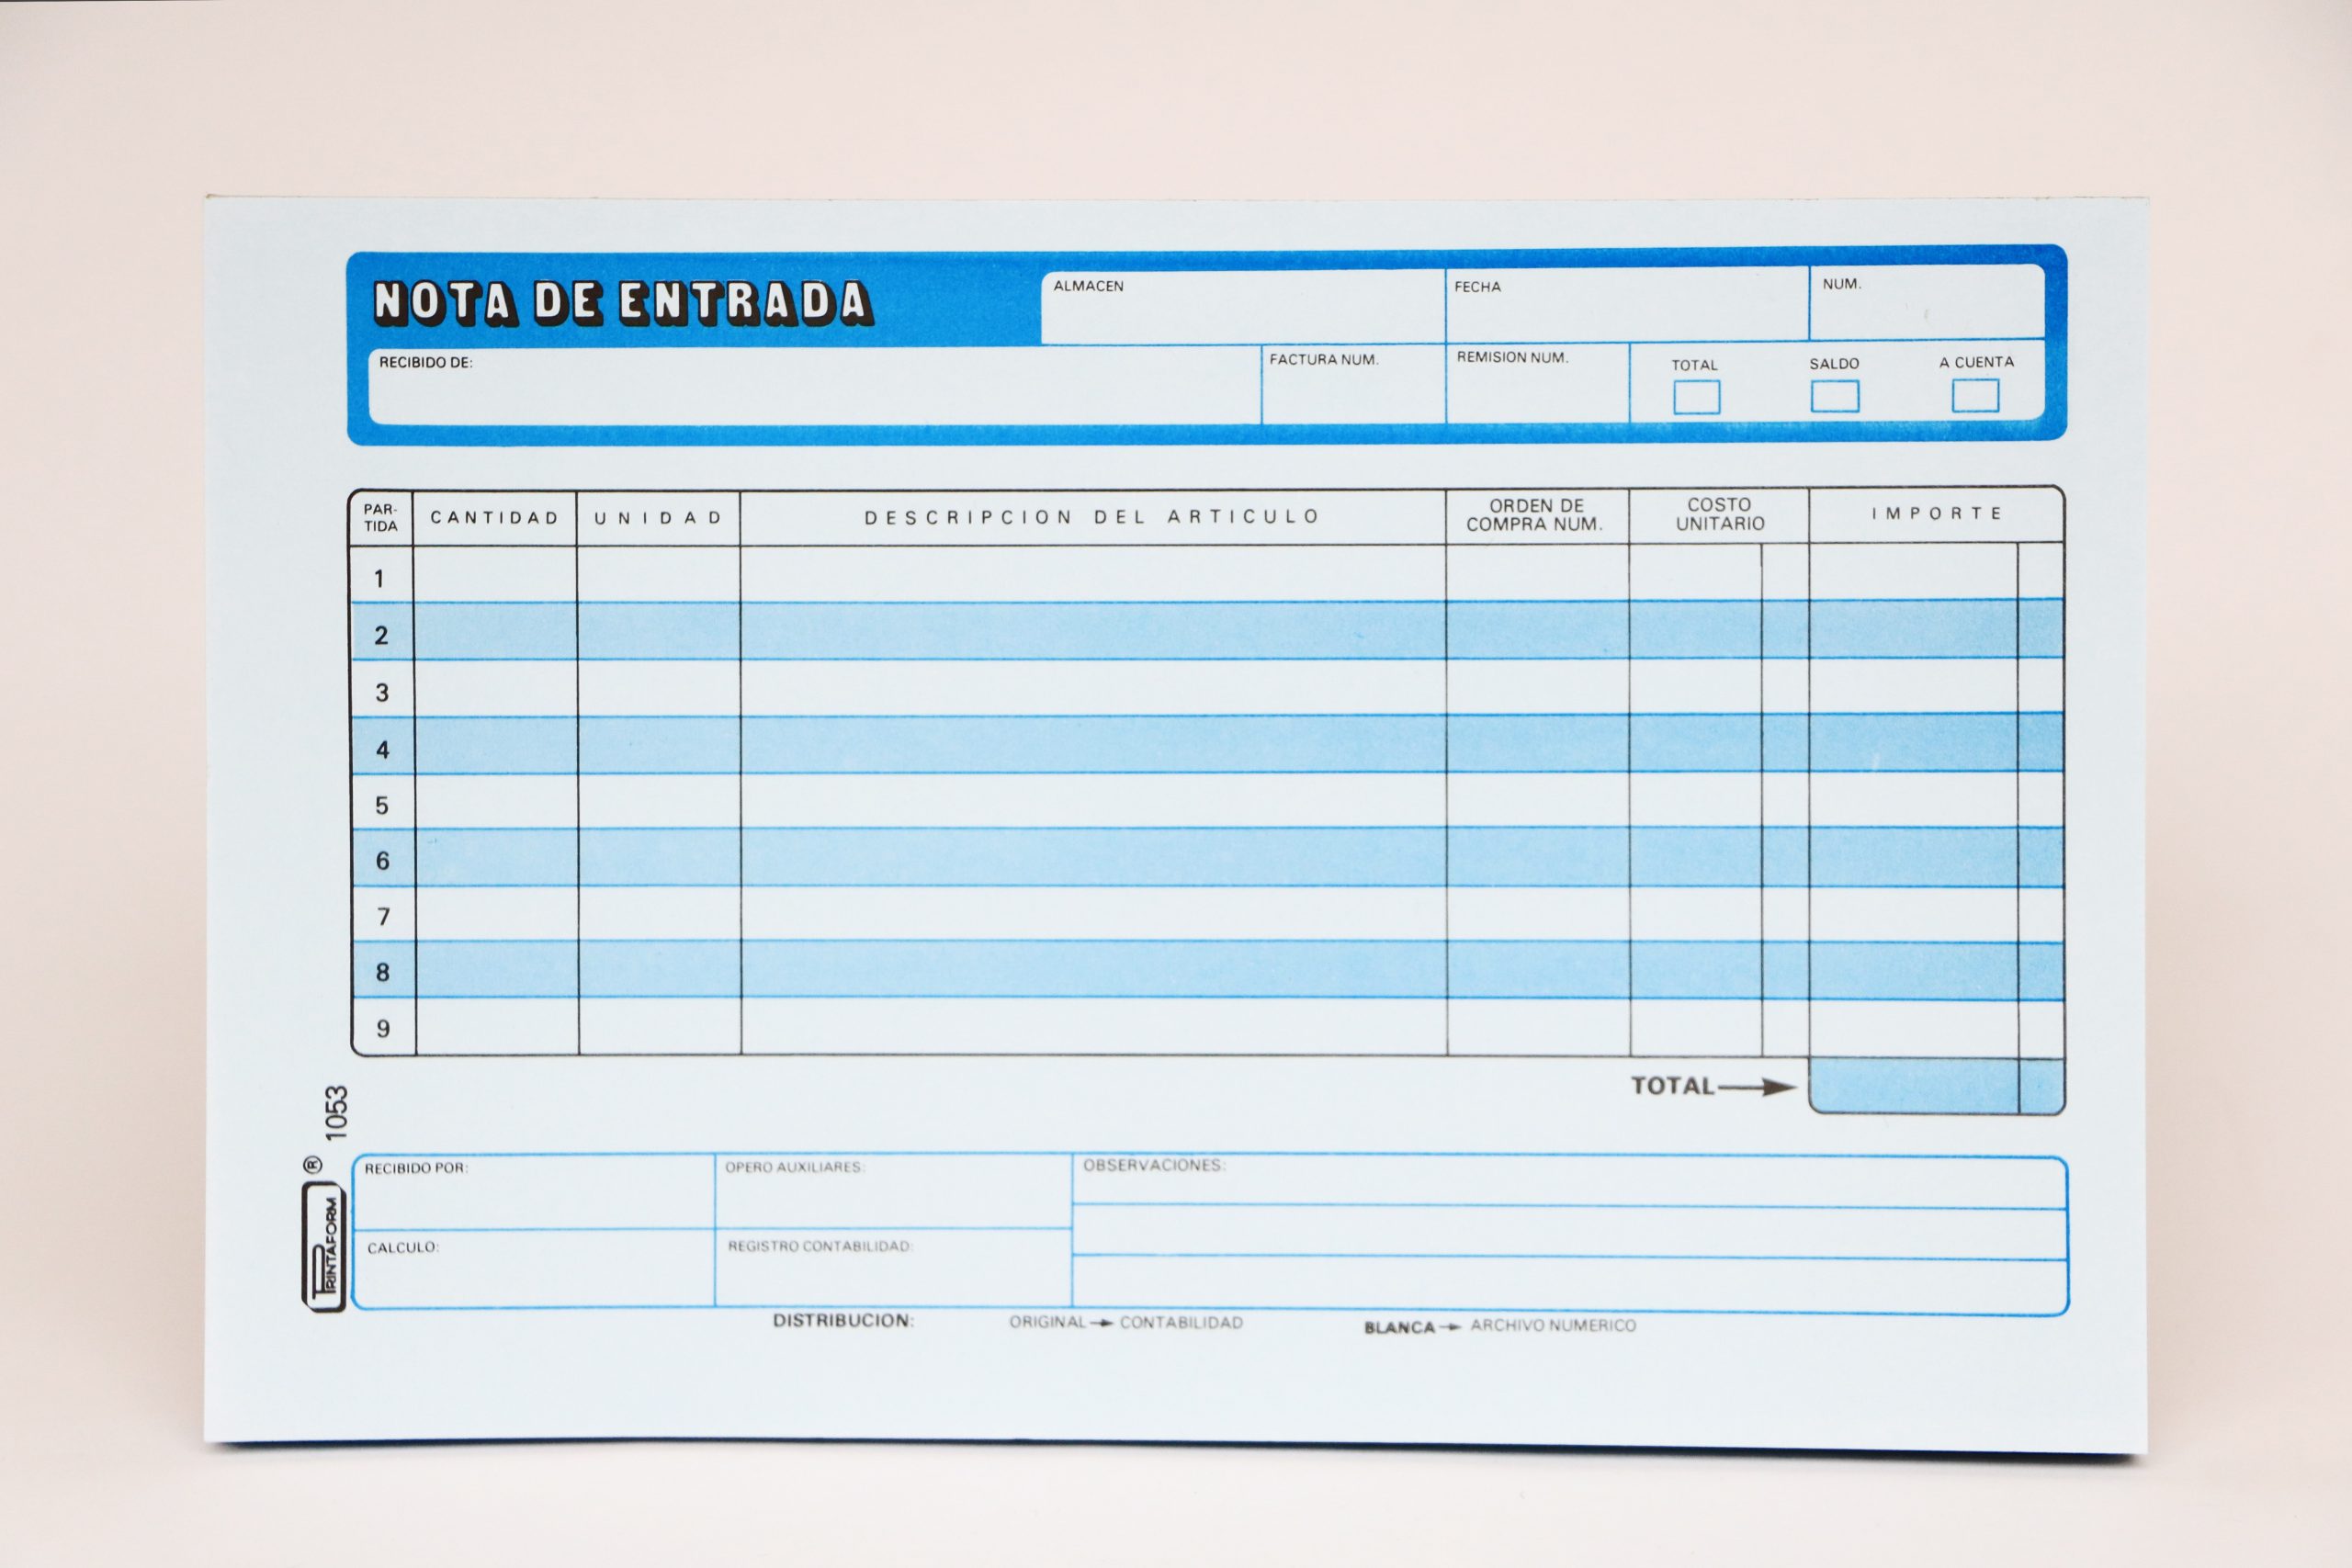 NOTA DE ENTRADA
ALMACEN
FECHA
NUM.
RECIBIDO DE:
FACTURA NUM.
REMISION NUM.
TOTAL
SALDO
A CUENTA
PAR-
TIDA
CANTIDAD
UNIDAD
DESCRIPCION DEL ARTICULO
ORDEN DE
COMPRA NUM.
COSTO
UNITARIO
IMPORTE
1
2
3
4
5
6
7
8
9
TOTAL
RECIBIDO POR:
OPERO AUXILIARES:
OBSERVACIONES:
CALCULO:
REGISTRO CONTABILIDAD:
DISTRIBUCION: ORIGINAL → CONTABILIDAD BLANCA → ARCHIVO NUMERICO
PRINTAFORM ® 1053